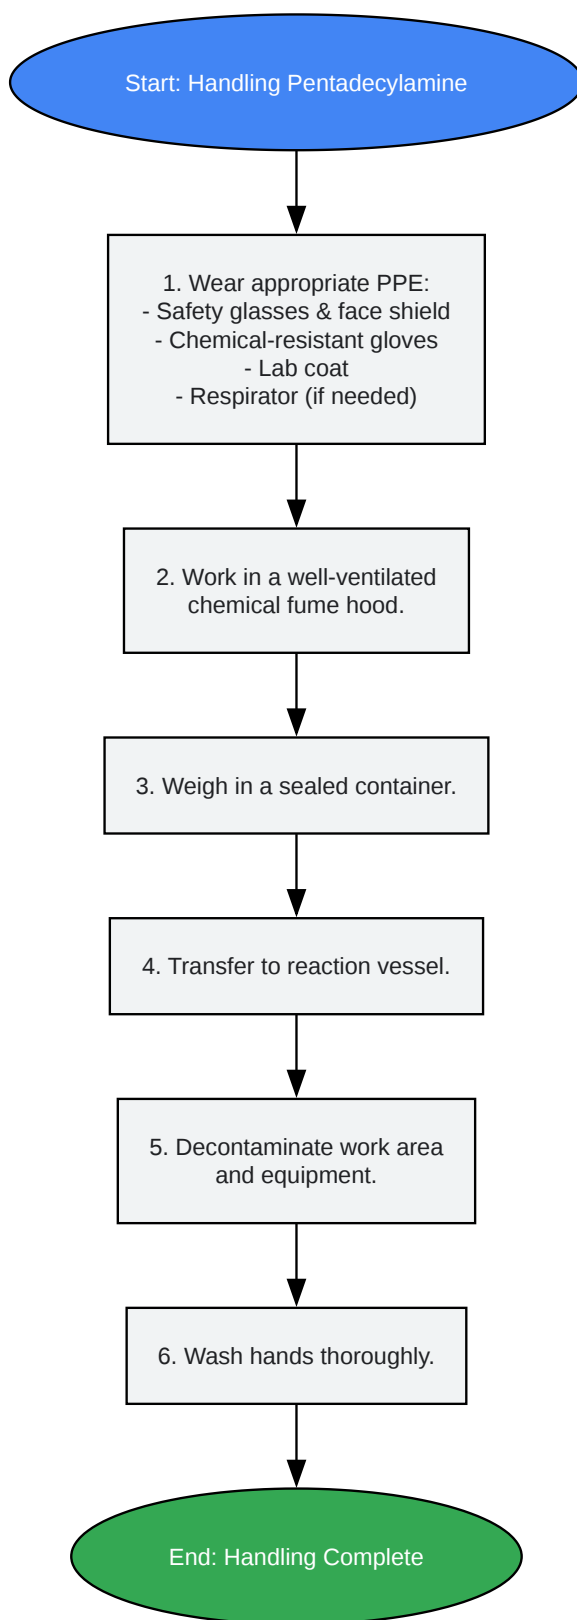 Start: Handling Pentadecylamine
1. Wear appropriate PPE:
- Safety glasses & face shield
- Chemical-resistant gloves
- Lab coat
- Respirator (if needed)
2. Work in a well-ventilated
chemical fume hood.
3. Weigh in a sealed container.
4. Transfer to reaction vessel.
5. Decontaminate work area
and equipment.
6. Wash hands thoroughly.
End: Handling Complete